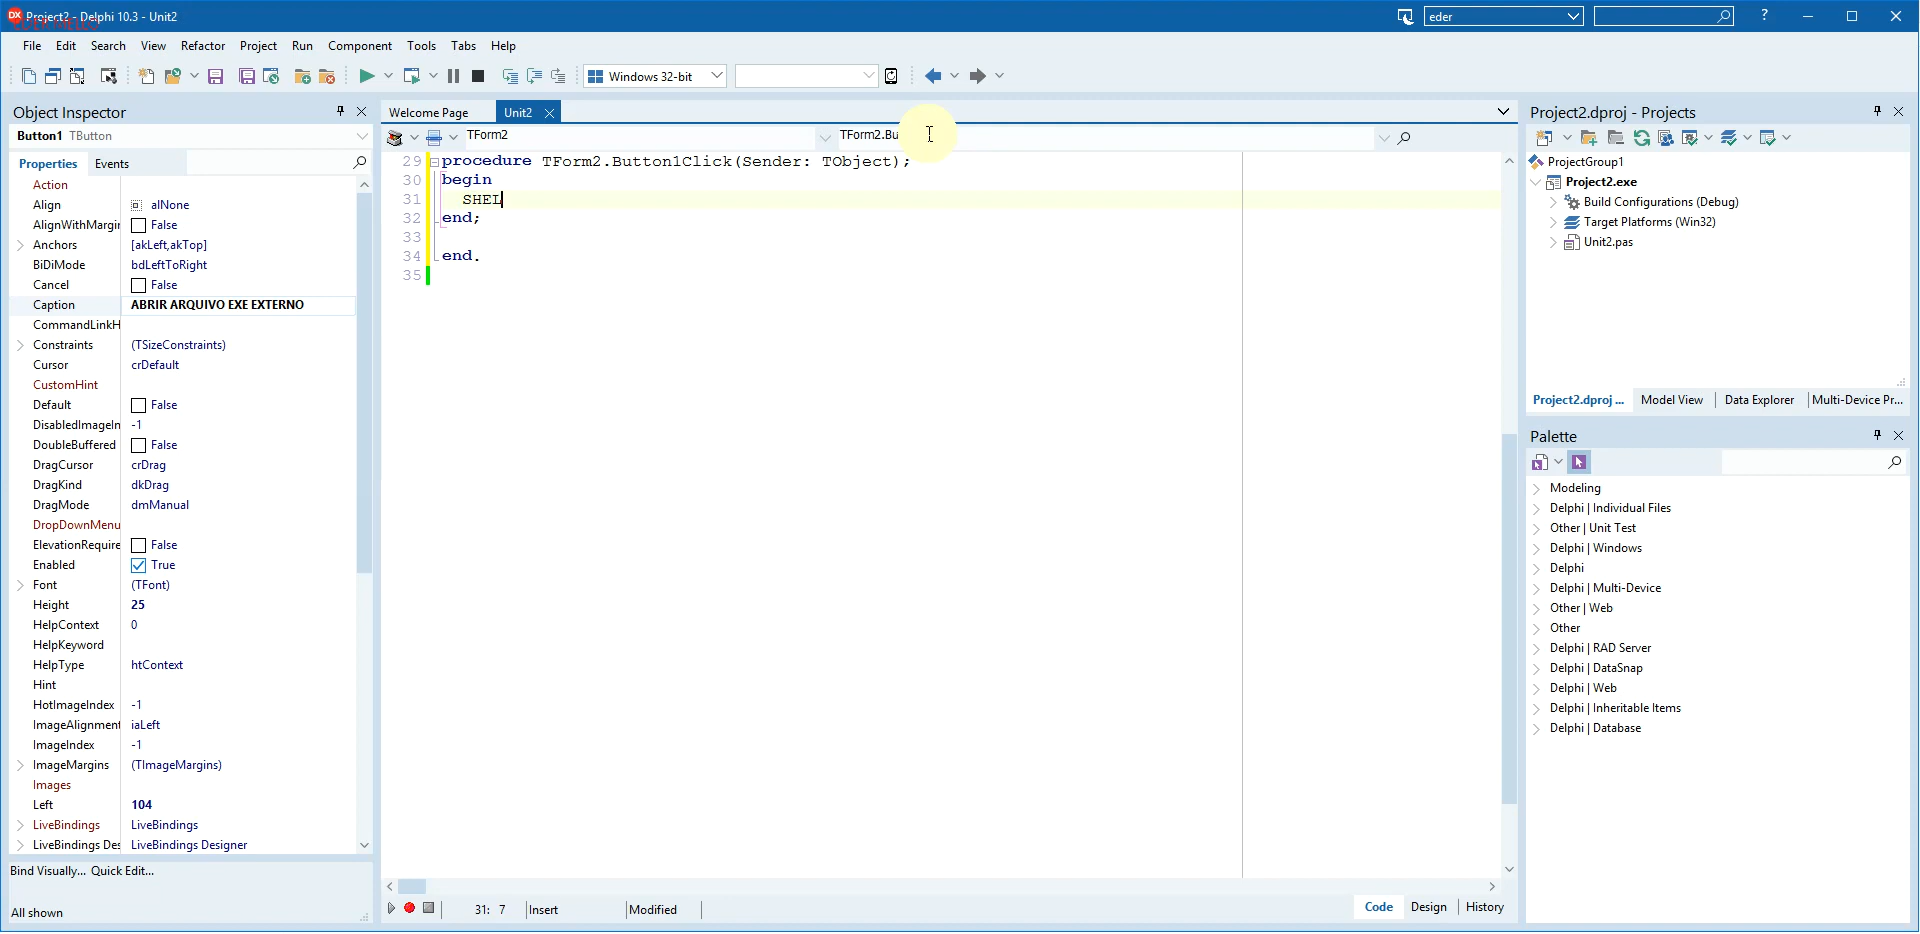 Project2 - Delphi 10.3 - Unit2
eder
?
File Edit Search View Refactor Project Run Component Tools Tabs Help
Windows 32-bit
Object Inspector
Button1 TButton
Properties Events
Action
Align alNone
AlignWithMargin False
Anchors [akLeft,akTop]
BiDiMode bdLeftToRight
Cancel False
Caption ABRIR ARQUIVO EXE EXTERNO
CommandLinkH
Constraints (TSizeConstraints)
Cursor crDefault
CustomHint
Default False
DisabledImageIn -1
DoubleBuffered False
DragCursor crDrag
DragKind dkDrag
DragMode dmManual
DropDownMenu
ElevationRequire False
Enabled True
Font (TFont)
Height 25
HelpContext 0
HelpKeyword
HelpType htContext
Hint
HotImageIndex -1
ImageAlignment iaLeft
ImageIndex -1
ImageMargins (TImageMargins)
Images
Left 104
LiveBindings LiveBindings
LiveBindings Des LiveBindings Designer
Bind Visually... Quick Edit...
All shown
Welcome Page Unit2
TForm2 TForm2.Bu
29 procedure TForm2.Button1Click(Sender: TObject);
30 begin
31 SHEL
32 end;
33
34 end.
35
31: 7 Insert Modified
Code Design History
Project2.dproj - Projects
ProjectGroup1
Project2.exe
Build Configurations (Debug)
Target Platforms (Win32)
Unit2.pas
Project2.dproj ... Model View Data Explorer Multi-Device Pr...
Palette
Modeling
Delphi | Individual Files
Other | Unit Test
Delphi | Windows
Delphi
Delphi | Multi-Device
Other | Web
Other
Delphi | RAD Server
Delphi | DataSnap
Delphi | Web
Delphi | Inheritable Items
Delphi | Database